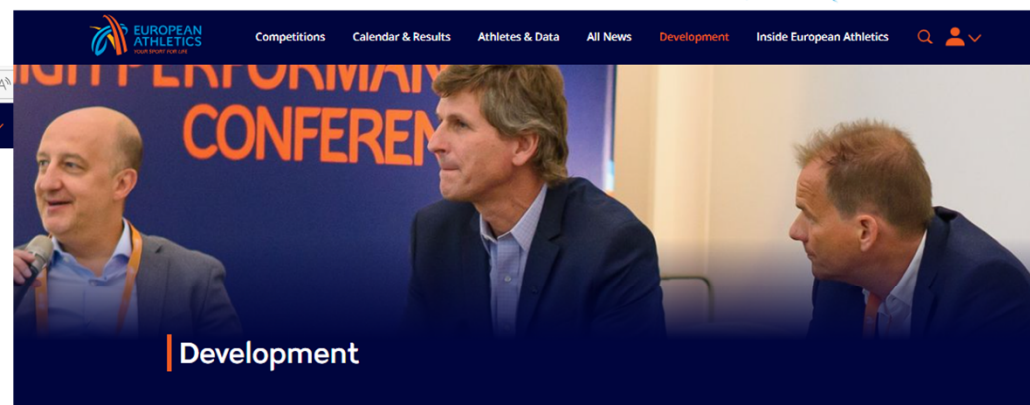 EUROPEAN
ATHLETICS
YOUR SPORT FOR LIFE
Competitions Calendar & Results Athletes & Data All News Development Inside European Athletics
CONFEREN
Development